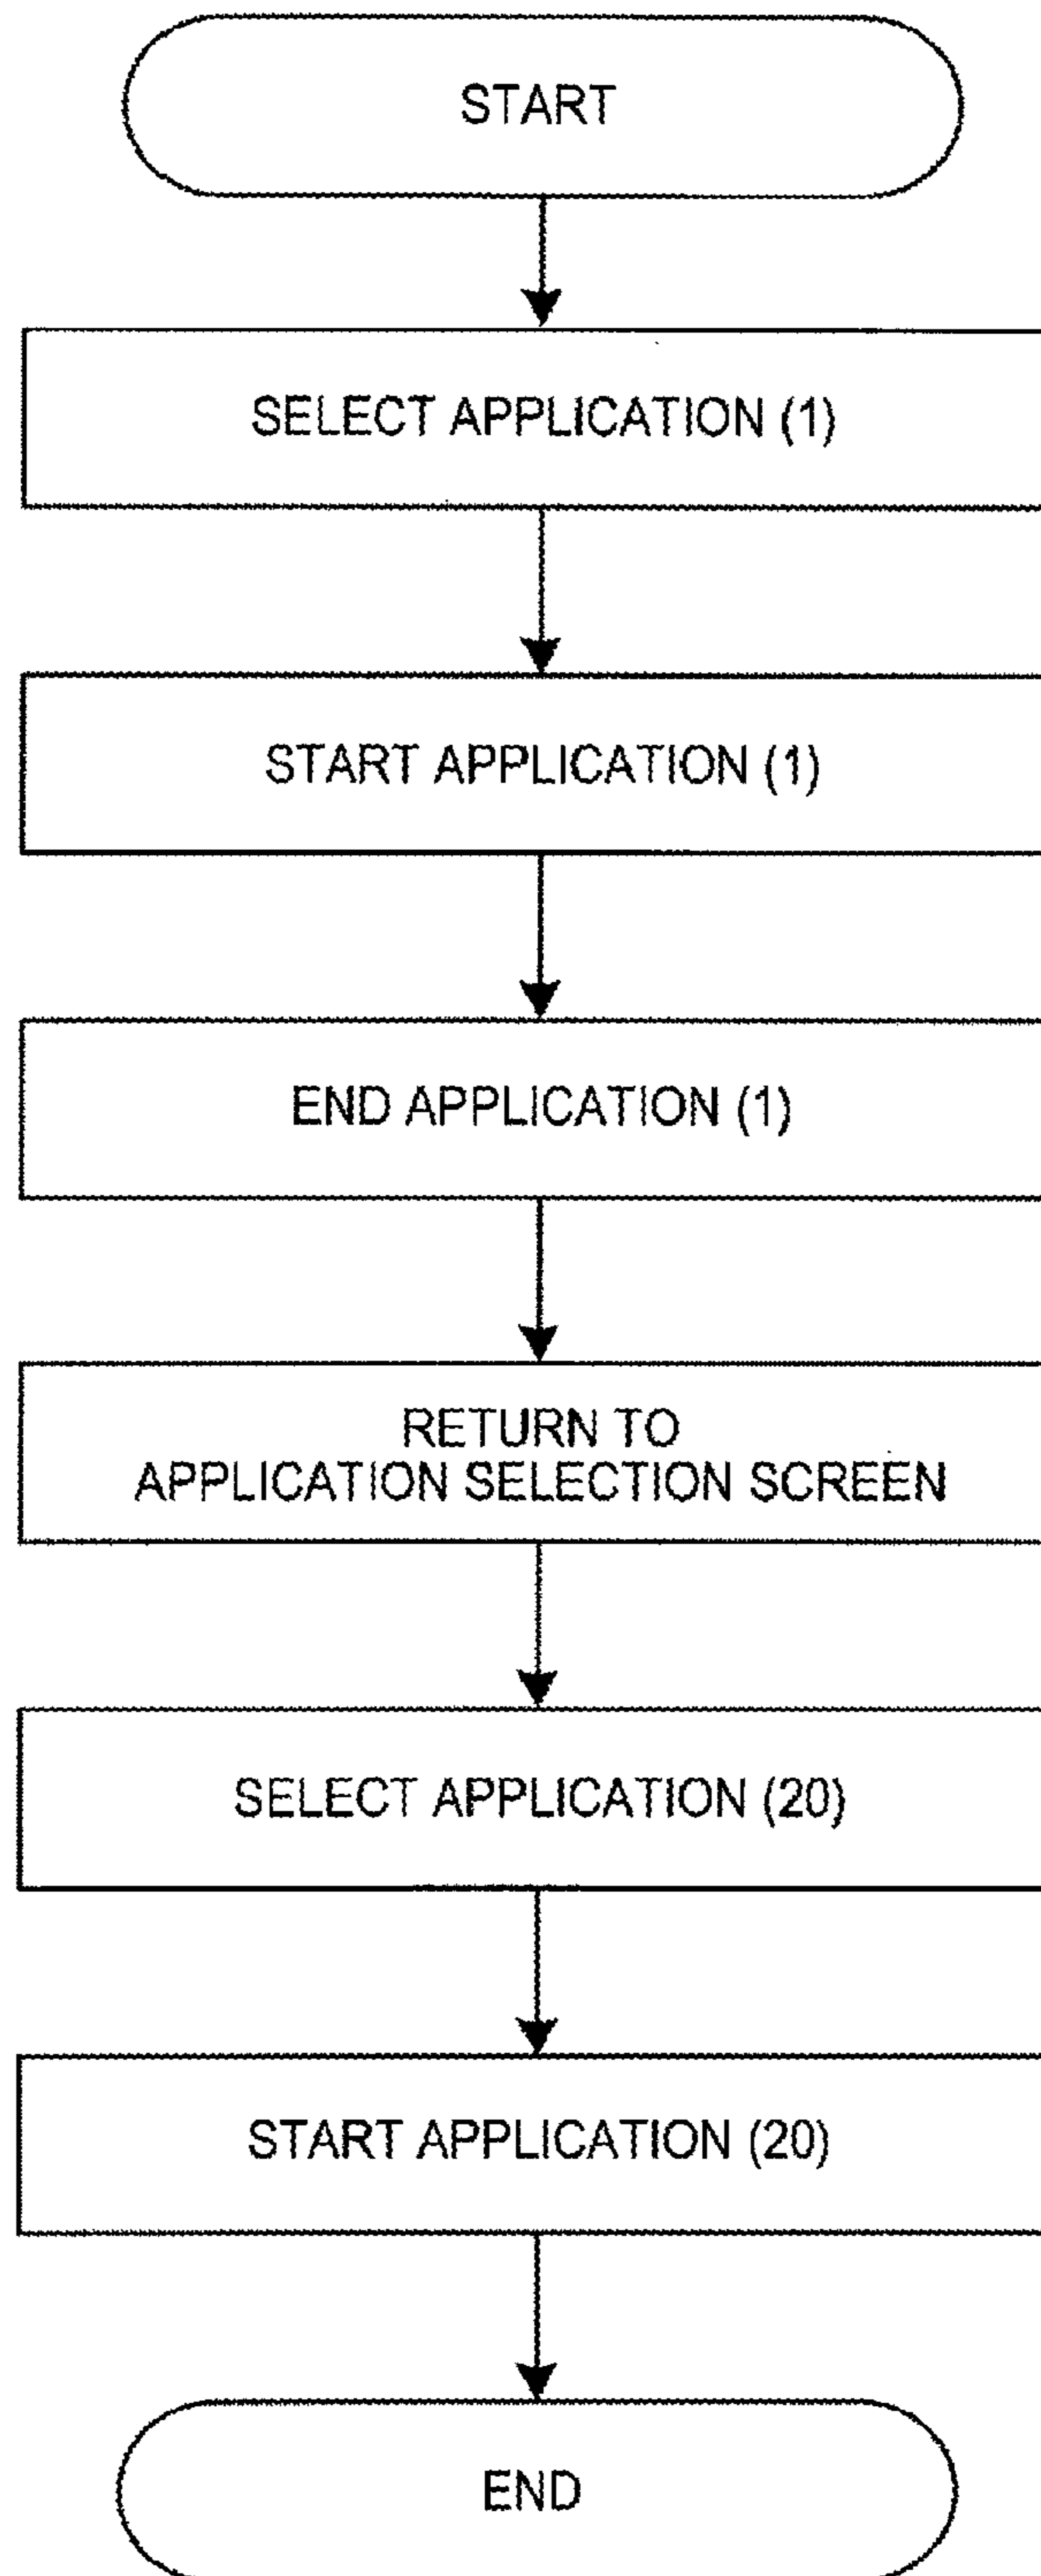 START
SELECT APPLICATION (1)
START APPLICATION (1)
END APPLICATION (1)
RETURN TO
APPLICATION SELECTION SCREEN
SELECT APPLICATION (20)
START APPLICATION (20)
END